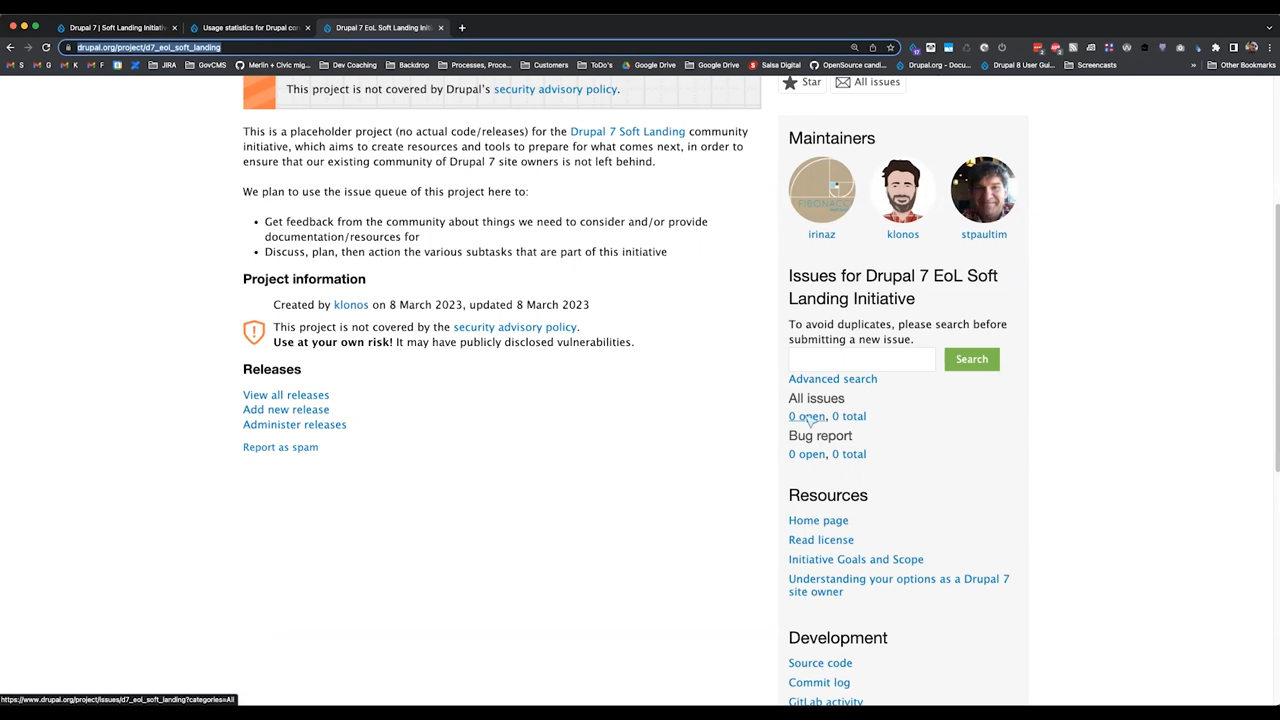 Drupal 7 | Soft Landing Initiativ
Usage statistics for Drupal cor
Drupal 7 EoL Soft Landing Initi
drupal.org/project/d7_eol_soft_landing
S
G
K
F
JIRA
GovCMS
Merlin + Civic mig...
Dev Coaching
Backdrop
Processes, Proce...
Customers
ToDo's
Google Drive
Google Drive
Salsa Digital
OpenSource candi...
Drupal.org - Docu...
Drupal 8 User Gui...
Screencasts
»
Other Bookmarks
This project is not covered by Drupal's security advisory policy.
This is a placeholder project (no actual code/releases) for the Drupal 7 Soft Landing community
initiative, which aims to create resources and tools to prepare for what comes next, in order to
ensure that our existing community of Drupal 7 site owners is not left behind.
We plan to use the issue queue of this project here to:
• Get feedback from the community about things we need to consider and/or provide
documentation/resources for
• Discuss, plan, then action the various subtasks that are part of this initiative
Project information
Created by klonos on 8 March 2023, updated 8 March 2023
This project is not covered by the security advisory policy.
Use at your own risk! It may have publicly disclosed vulnerabilities.
Releases
View all releases
Add new release
Administer releases
Report as spam
Star
All issues
Maintainers
FIBONACCI
irinaz
klonos
stpaultim
Issues for Drupal 7 EoL Soft
Landing Initiative
To avoid duplicates, please search before
submitting a new issue.
Search
Advanced search
All issues
0 open, 0 total
Bug report
0 open, 0 total
Resources
Home page
Read license
Initiative Goals and Scope
Understanding your options as a Drupal 7
site owner
Development
Source code
Commit log
GitLab activity
https://www.drupal.org/project/issues/d7_eol_soft_landing?categories=All